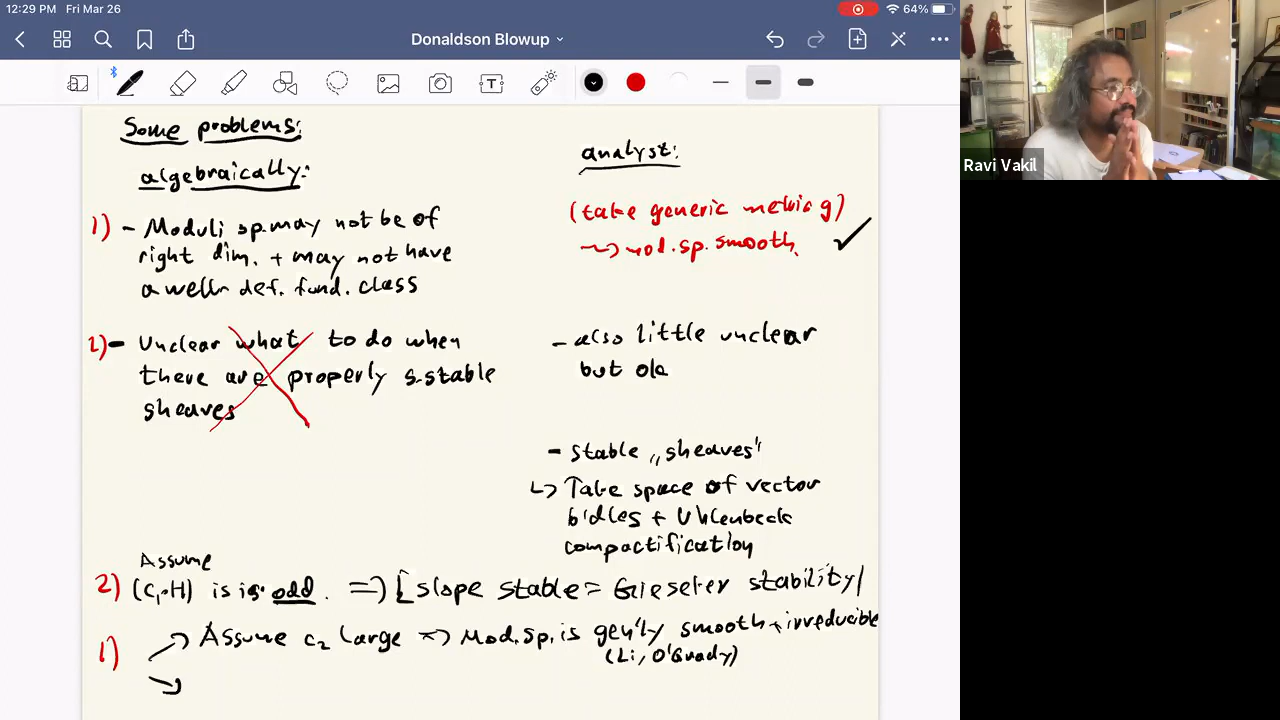 12:29 PM Fri Mar 26
64%
Donaldson Blowup
Ravi Vakil
Some problems:
algebraically:
1) - Moduli sp. may not be of
right dim. + may not have
a well def. fund. class
2) - Unclear what to do when
there are properly s.stable
sheaves
analyst:
(take generic metric g)
~> mod. sp. smooth. ✓
- also little unclear
but ok
- stable „sheaves"
↳ Take space of vector
bdles + Uhlenbeck
compactification
Assume
2) (C₁.H) is odd. => [slope stable = Gieseker stability]
1) → Assume c₂ large ~> Mod. sp. is gen'ly smooth + irreducible
(Li, O'Grady)